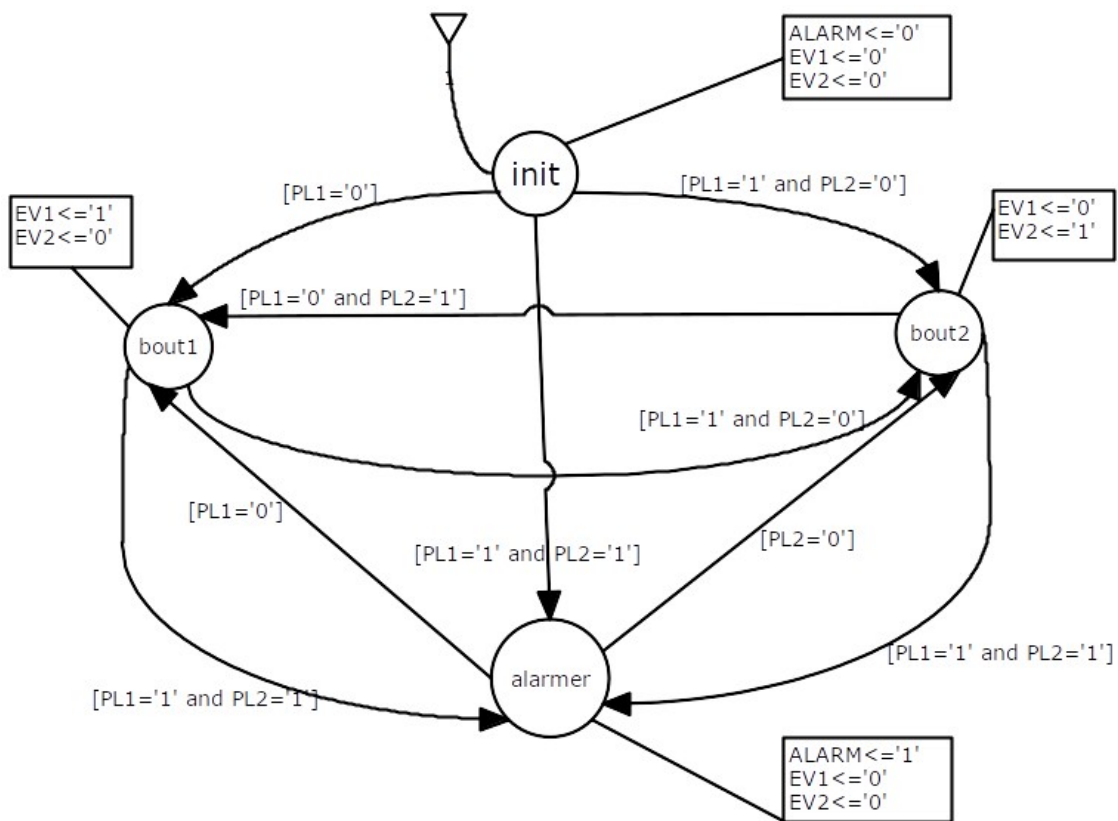 ALARM<='0'
EV1<='0'
EV2<='0'
init
[PL1='0']
[PL1='1' and PL2='0']
EV1<='1'
EV2<='0'
EV1<='0'
EV2<='1'
[PL1='0' and PL2='1']
bout1
bout2
[PL1='1' and PL2='0']
[PL1='0']
[PL2='0']
[PL1='1' and PL2='1']
[PL1='1' and PL2='1']
alarmer
[PL1='1' and PL2='1']
ALARM<='1'
EV1<='0'
EV2<='0'